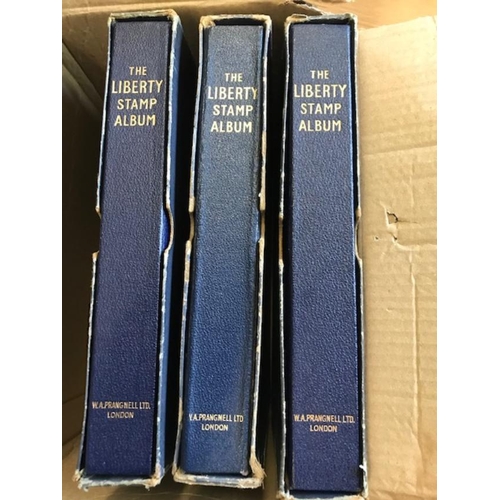 THE
LIBERTY
STAMP
ALBUM
W.A.PRANGNELL LTD.
LONDON
THE
LIBERTY
STAMP
ALBUM
V.A.PRANGNELL LTD
LONDON
THE
LIBERTY
STAMP
ALBUM
W.A.PRANGNELL LTD.
LONDON